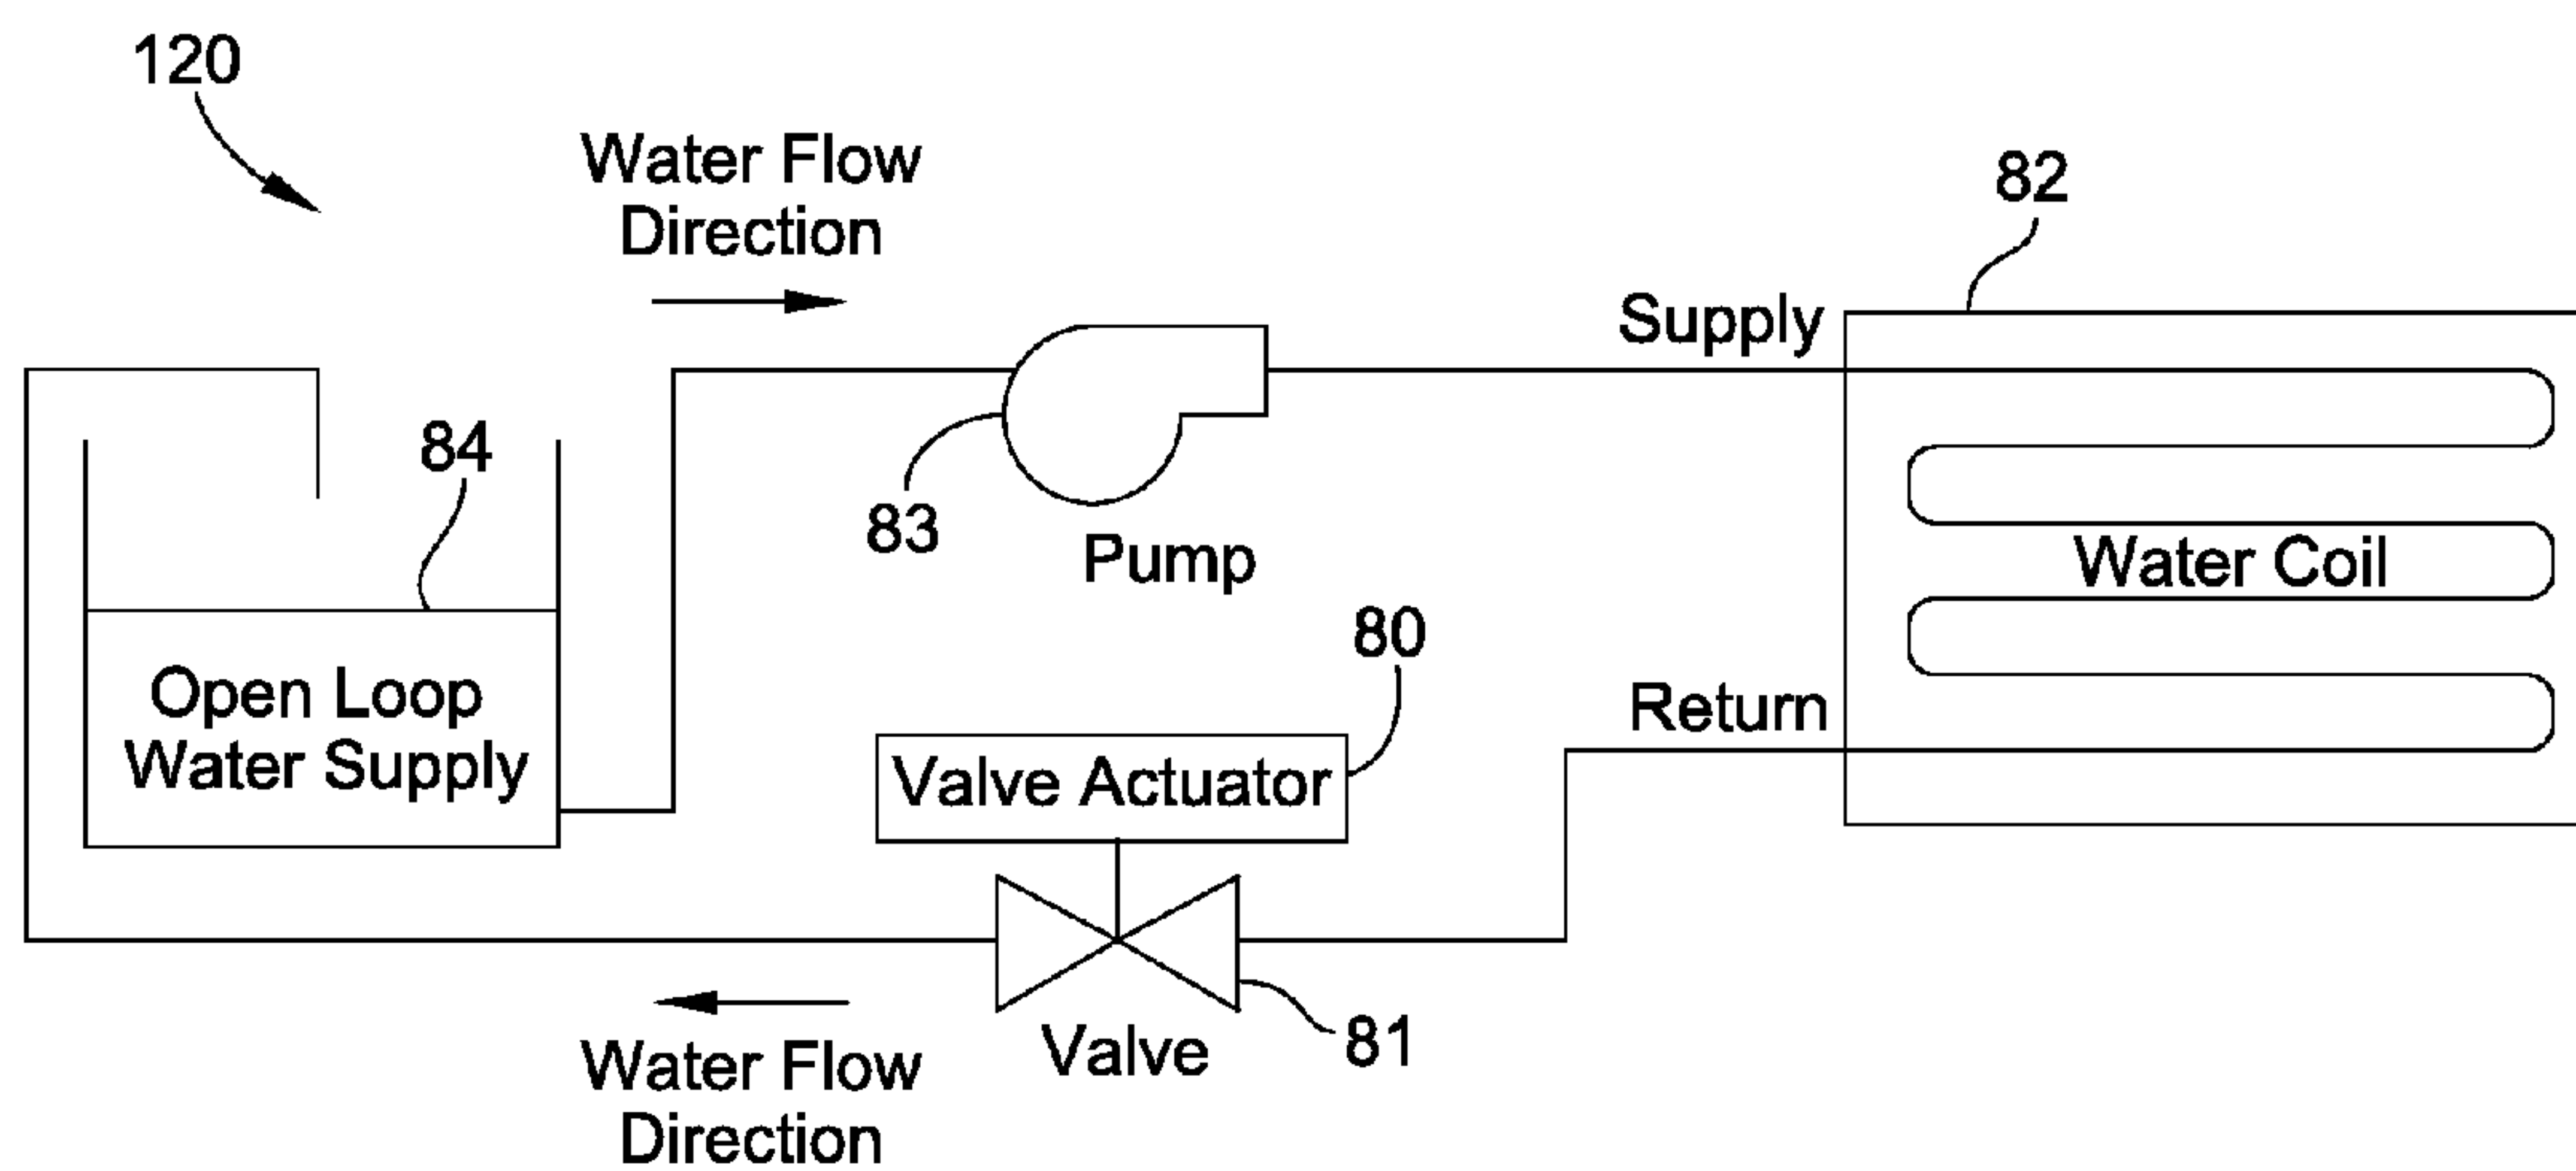 120
Water Flow
Direction
82
Supply
84
83
Pump
Water Coil
80
Open Loop
Water Supply
Return
Valve Actuator
81
Valve
Water Flow
Direction